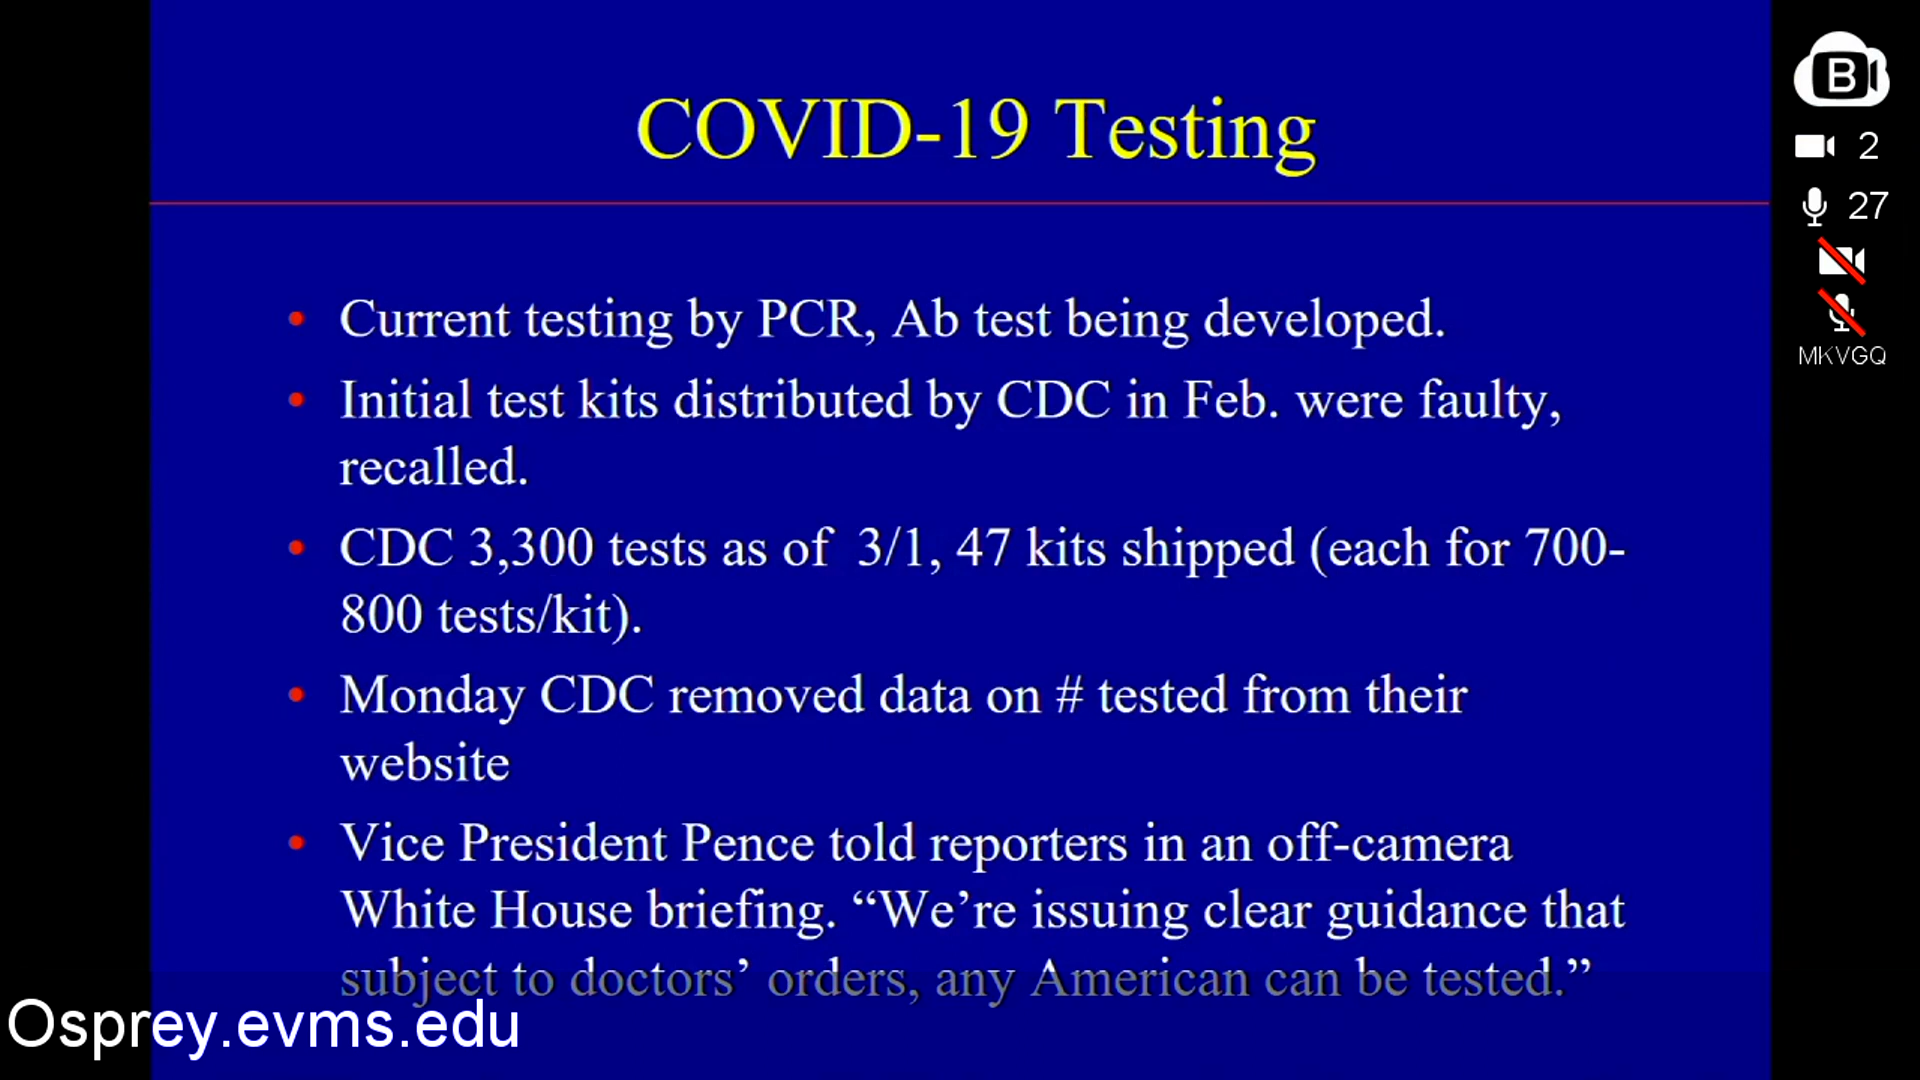 COVID-19 Testing
• Current testing by PCR, Ab test being developed.
• Initial test kits distributed by CDC in Feb. were faulty,
recalled.
• CDC 3,300 tests as of  3/1, 47 kits shipped (each for 700-
800 tests/kit).
• Monday CDC removed data on # tested from their
website
• Vice President Pence told reporters in an off-camera
White House briefing. “We’re issuing clear guidance that
subject to doctors’ orders, any American can be tested.”
Osprey.evms.edu
B
2
27
MKVGQ